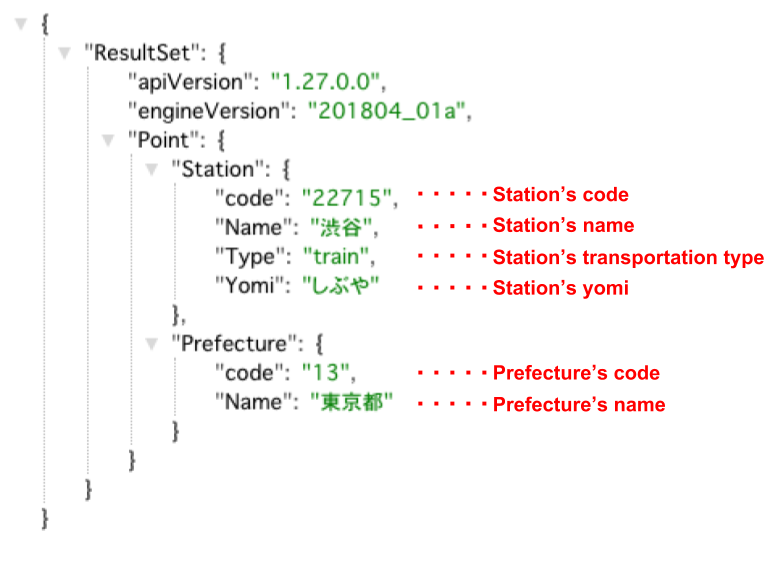 {
"ResultSet": {
"apiVersion": "1.27.0.0",
"engineVersion": "201804_01a",
"Point": {
"Station": {
"code": "22715", ・・・・・Station’s code
"Name": "渋谷", ・・・・・Station’s name
"Type": "train", ・・・・・Station’s transportation type
"Yomi": "しぶや" ・・・・・Station’s yomi
},
"Prefecture": {
"code": "13", ・・・・・Prefecture’s code
"Name": "東京都" ・・・・・Prefecture’s name
}
}
}
}